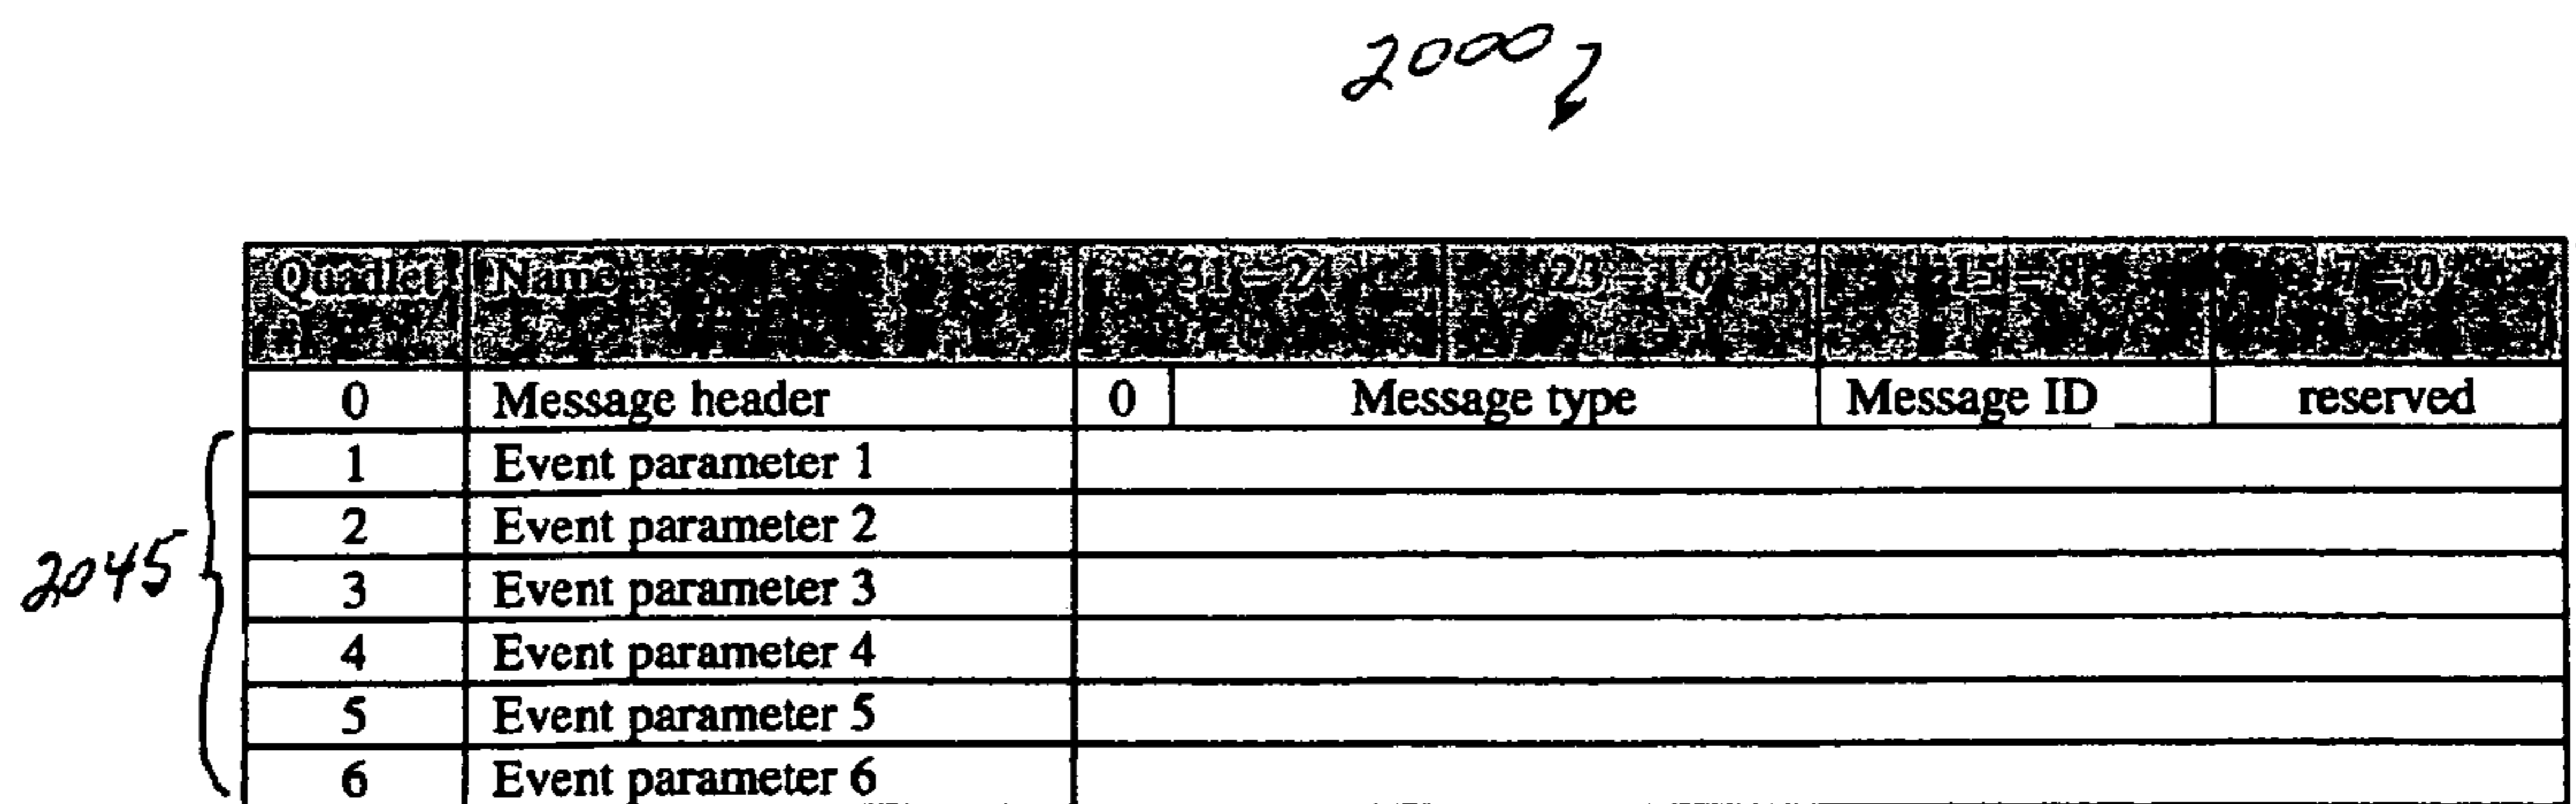 2000
Quadlet Name 31 – 24 23 – 16 15 – 8 7 – 0
0 Message header 0 Message type Message ID reserved
1 Event parameter 1
2 Event parameter 2
2045
3 Event parameter 3
4 Event parameter 4
5 Event parameter 5
6 Event parameter 6